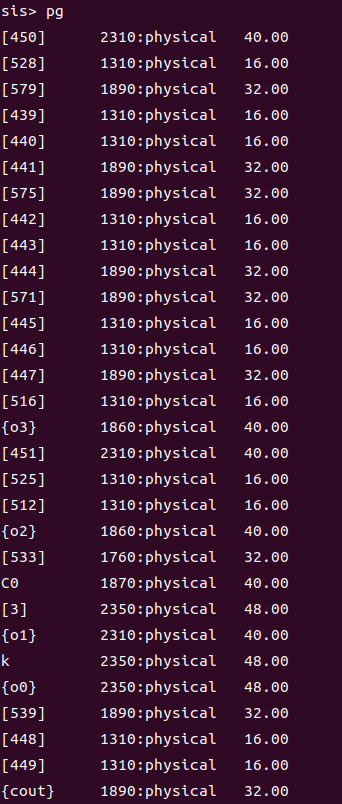 sis> pg
[450] 2310:physical 40.00
[528] 1310:physical 16.00
[579] 1890:physical 32.00
[439] 1310:physical 16.00
[440] 1310:physical 16.00
[441] 1890:physical 32.00
[575] 1890:physical 32.00
[442] 1310:physical 16.00
[443] 1310:physical 16.00
[444] 1890:physical 32.00
[571] 1890:physical 32.00
[445] 1310:physical 16.00
[446] 1310:physical 16.00
[447] 1890:physical 32.00
[516] 1310:physical 16.00
{o3} 1860:physical 40.00
[451] 2310:physical 40.00
[525] 1310:physical 16.00
[512] 1310:physical 16.00
{o2} 1860:physical 40.00
[533] 1760:physical 32.00
C0 1870:physical 40.00
[3] 2350:physical 48.00
{o1} 2310:physical 40.00
k 2350:physical 48.00
{o0} 2350:physical 48.00
[539] 1890:physical 32.00
[448] 1310:physical 16.00
[449] 1310:physical 16.00
{cout} 1890:physical 32.00